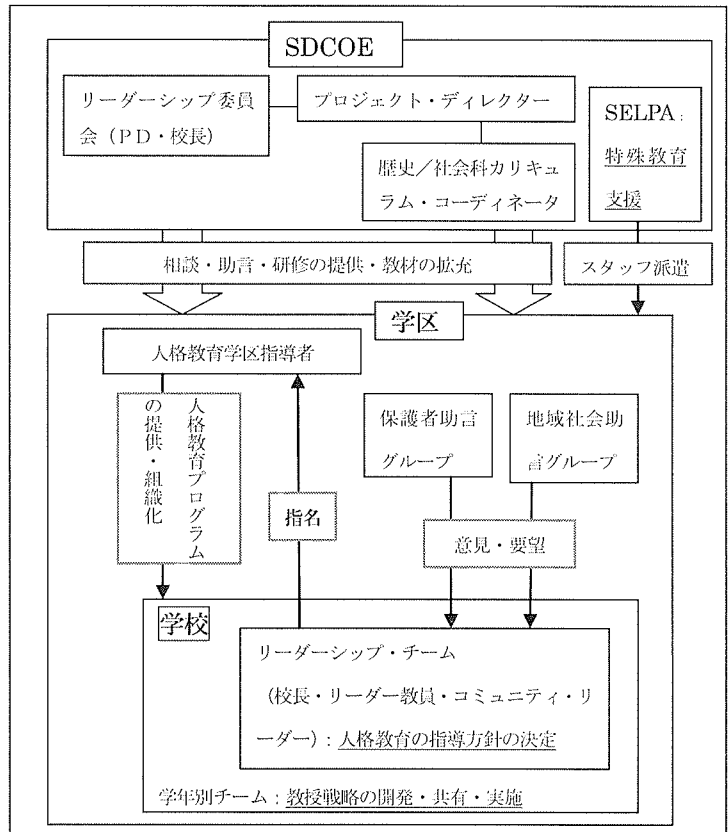 SDCOE
リーダーシップ委員
会（ＰＤ・校長）
プロジェクト・ディレクター
歴史／社会科カリキュ
ラム・コーディネータ
SELPA：
特殊教育
支援
相談・助言・研修の提供・教材の拡充
スタッフ派遣
学区
人格教育学区指導者
人格教育プログラム
の提供・組織化
指名
保護者助言
グループ
地域社会助
言グループ
意見・要望
学校
リーダーシップ・チーム
（校長・リーダー教員・コミュニティ・リ
ーダー）：人格教育の指導方針の決定
学年別チーム：教授戦略の開発・共有・実施